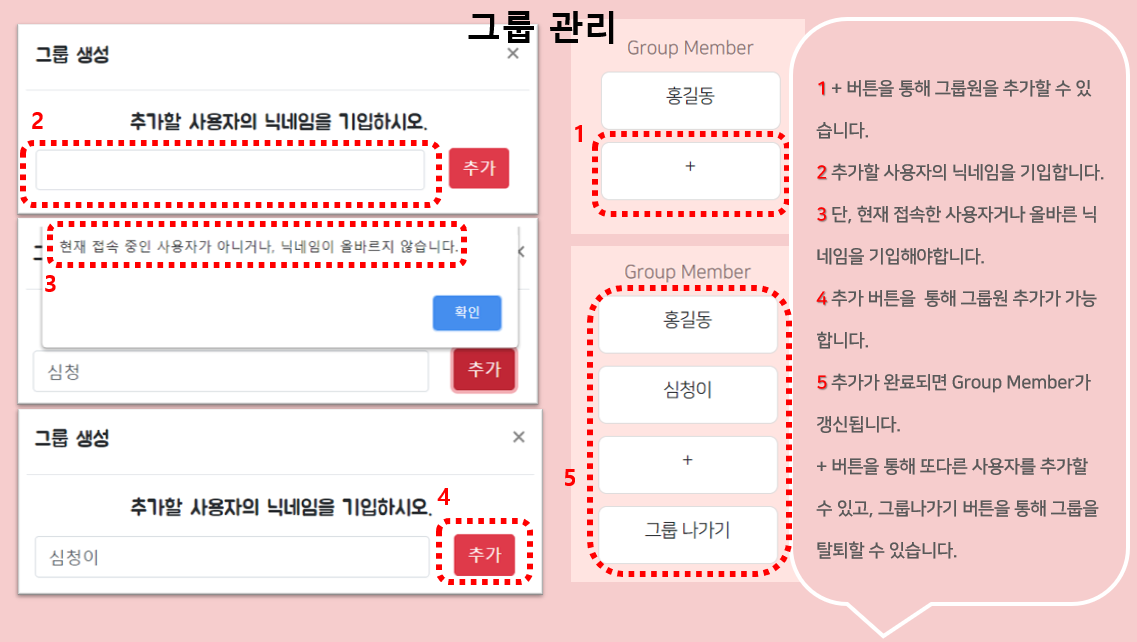 그룹 관리
그룹 생성
×
2
추가할 사용자의 닉네임을 기입하시오.
추가
현재 접속 중인 사용자가 아니거나, 닉네임이 올바르지 않습니다.
3
확인
심청
추가
그룹 생성
×
추가할 사용자의 닉네임을 기입하시오.
4
심청이
추가
Group Member
홍길동
1
+
Group Member
홍길동
심청이
+
5
그룹 나가기
1 + 버튼을 통해 그룹원을 추가할 수 있
습니다.
2 추가할 사용자의 닉네임을 기입합니다.
3 단, 현재 접속한 사용자거나 올바른 닉
네임을 기입해야합니다.
4 추가 버튼을 통해 그룹원 추가가 가능
합니다.
5 추가가 완료되면 Group Member가
갱신됩니다.
+ 버튼을 통해 또다른 사용자를 추가할
수 있고, 그룹나가기 버튼을 통해 그룹을
탈퇴할 수 있습니다.